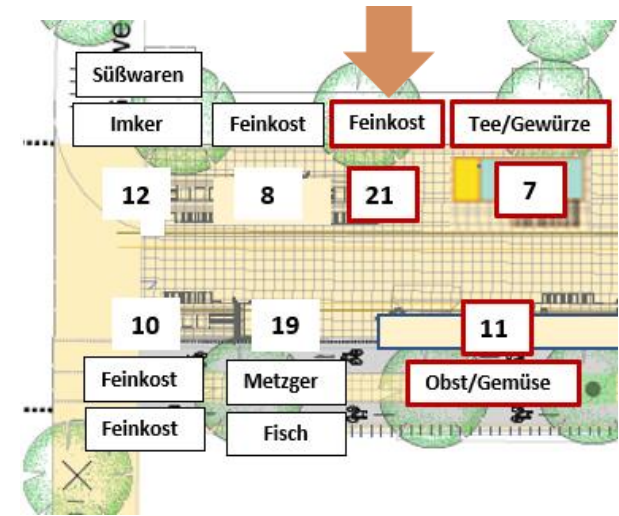 Süßwaren
Imker Feinkost Feinkost Tee/Gewürze
12 8 21 7
10 19 11
Feinkost Metzger Obst/Gemüse
Feinkost Fisch